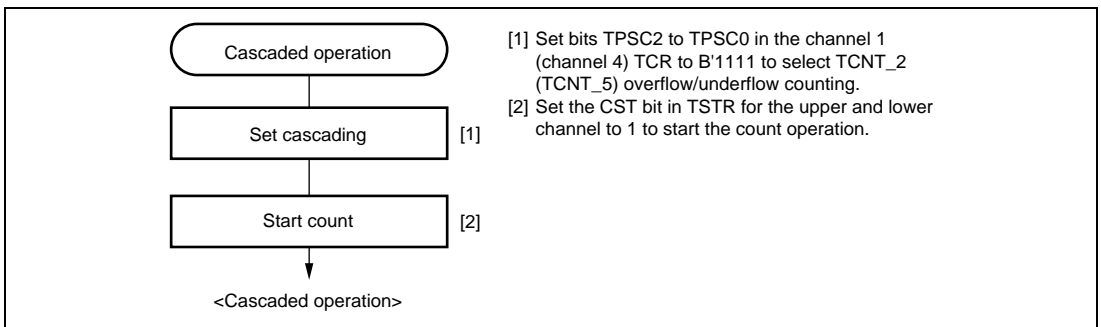 Cascaded operation
Set cascading
[1]
Start count
[2]
<Cascaded operation>
[1] Set bits TPSC2 to TPSC0 in the channel 1
(channel 4) TCR to B'1111 to select TCNT_2
(TCNT_5) overflow/underflow counting.
[2] Set the CST bit in TSTR for the upper and lower
channel to 1 to start the count operation.